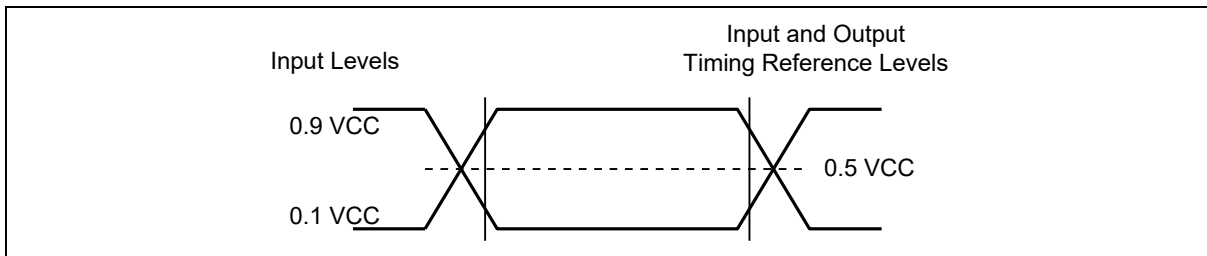 Input Levels
Input and Output
Timing Reference Levels
0.9 VCC
0.5 VCC
0.1 VCC